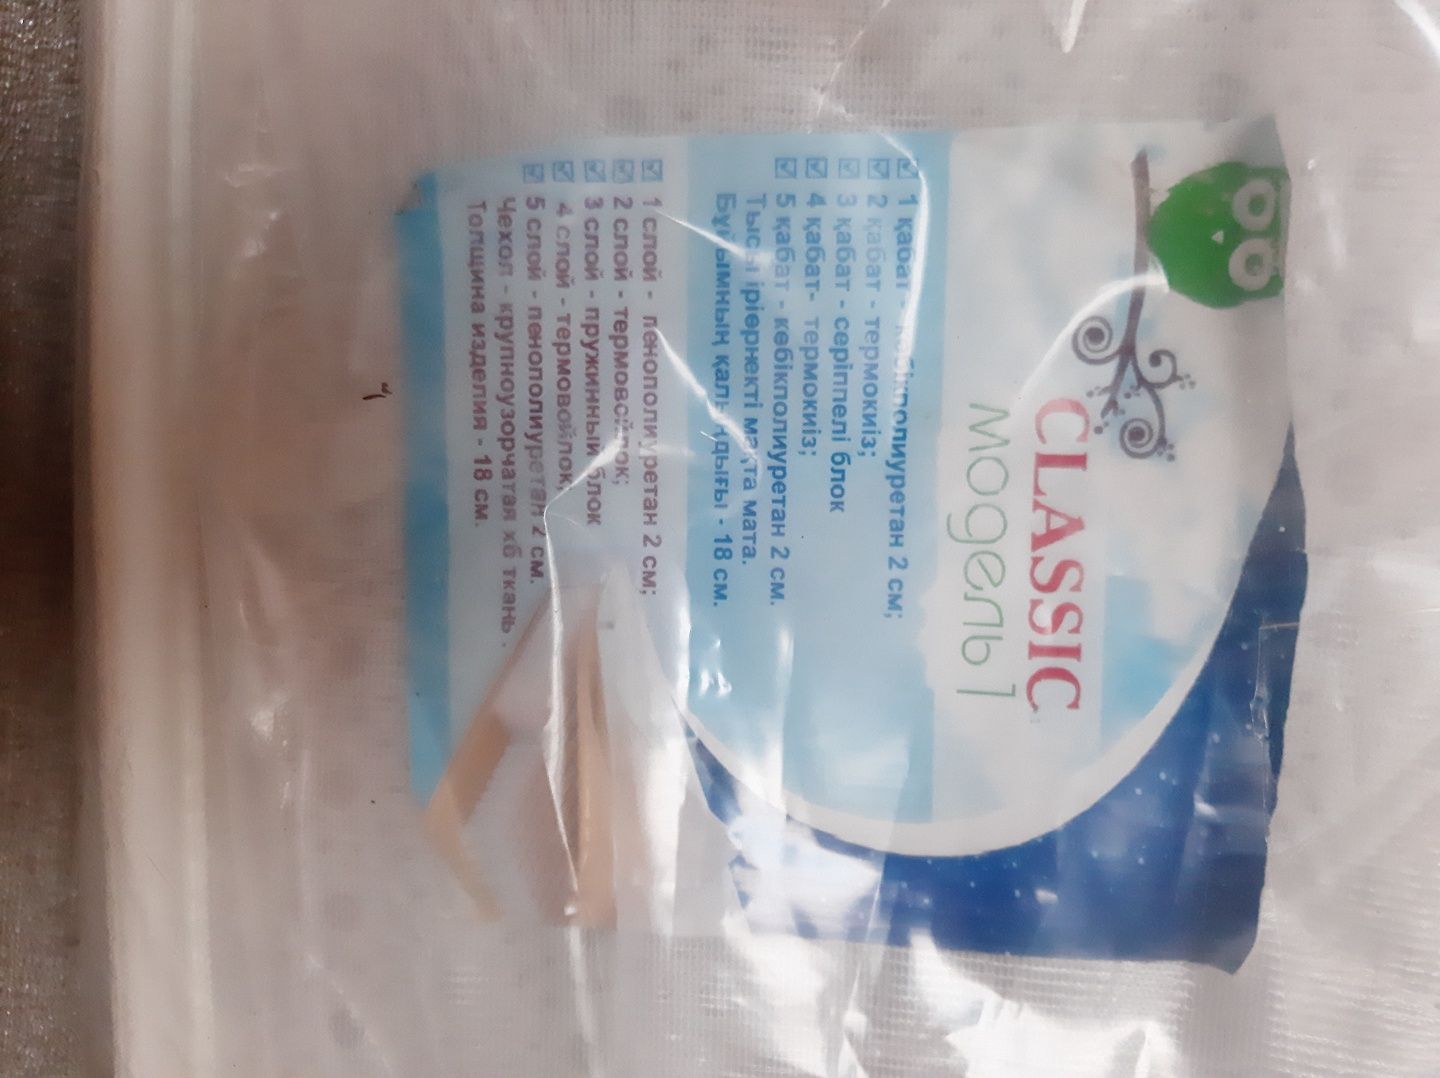 CLASSIC
модель 1
1 қабат - көбікполиуретан 2 см;
2 қабат - термокиіз;
3 қабат - серіппелі блок
4 қабат- термокиіз;
5 қабат - көбікполиуретан 2 см.
Тысы іріөрнекті мақта мата.
Бұйымның қалыңдығы - 18 см.
1 слой - пенополиуретан 2 см;
2 слой - термовойлок;
3 слой - пружинный блок
4 слой - термовойлок;
5 слой - пенополиуретан 2 см.
Чехол - крупноузорчатая хб ткань .
Толщина изделия - 18 см.